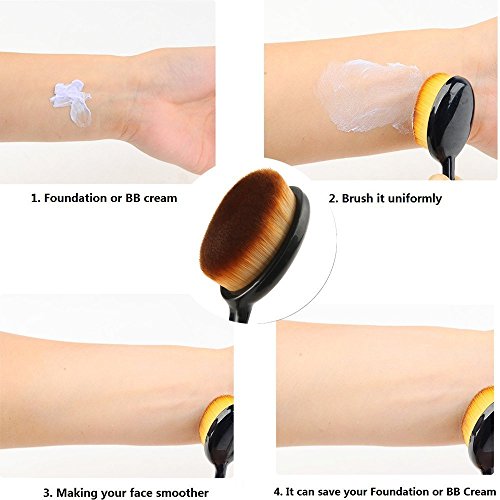 1. Foundation or BB cream
2. Brush it uniformly
3. Making your face smoother
4. It can save your Foundation or BB Cream